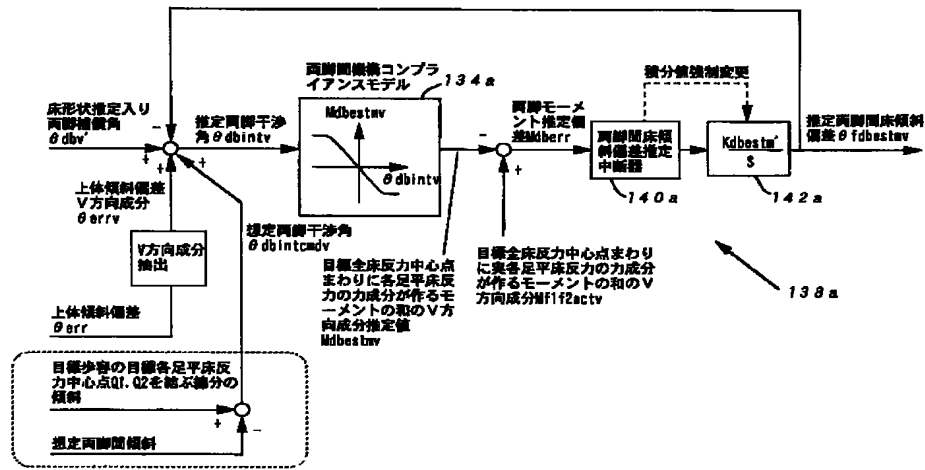 両脚間機構コンプラ
イアンスモデル
134a
Mdbestmv
θdbintv
床形状推定入り
両脚補償角
θdbv'
推定両脚干渉
角θdbintv
上体傾斜偏差
V方向成分
θerrv
V方向成分
抽出
上体傾斜偏差
θerr
想定両脚干渉角
θdbintcmdv
目標全床反力中心点
まわりに各足平床反
力の力成分が作るモ
ーメントの和のV方
向成分推定値
Mdbestmv
両脚モーメ
ント推定偏
差Mdberr
目標全床反力中心点まわり
に実各足平床反力の力成分
が作るモーメントの和のV
方向成分Mf1f2actv
積分値強制変更
両脚間床傾
斜偏差推定
中断器
140a
Kdbestm'
S
142a
推定両脚間床傾斜
偏差θfdbestmv
138a
目標歩容の目標各足平床反
力中心点Q1,Q2を結ぶ線分の
傾斜
想定両脚間傾斜